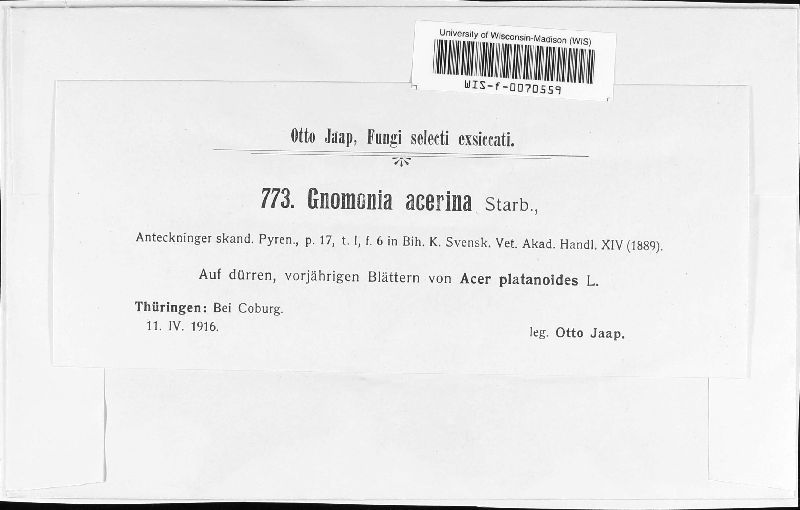 University of Wisconsin-Madison (WIS)
WIS-f-0070559
Otto Jaap, Fungi selecti exsiccati.
773. Gnomonia acerina Starb.,
Anteckninger skand. Pyren., p. 17, t. I, f. 6 in Bih. K. Svensk. Vet. Akad. Handl. XIV (1889).
Auf dürren, vorjährigen Blättern von Acer platanoides L.
Thüringen: Bei Coburg.
11. IV. 1916.
leg. Otto Jaap.